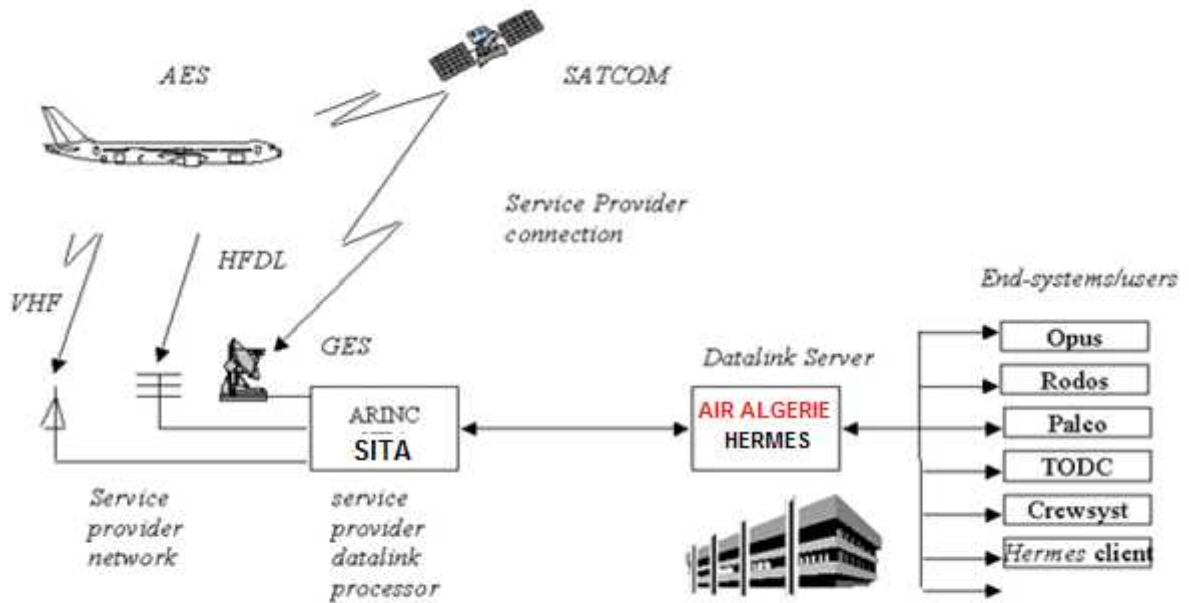 AES
SATCOM
Service Provider
connection
HFDL
VHF
End-systems/users
GES
Datalink Server
Opus
Rodos
Palco
TODC
Crewsyst
Hermes client
ARINC
SITA
AIR ALGERIE
HERMES
Service
provider
network
service
provider
datalink
processor